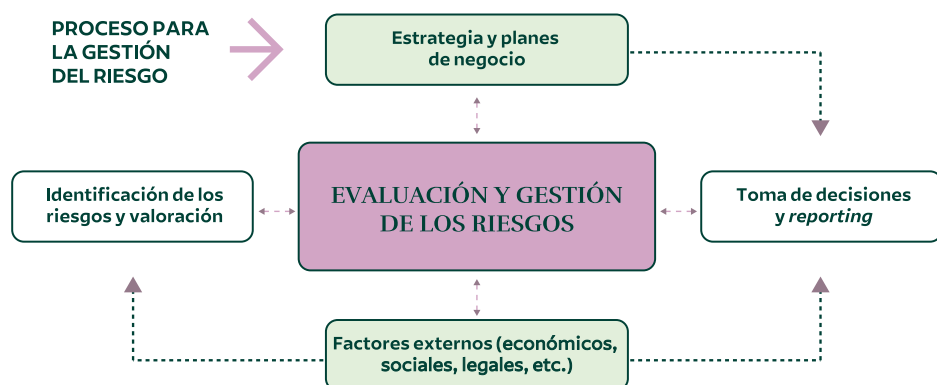 PROCESO PARA
LA GESTIÓN
DEL RIESGO
Estrategia y planes
de negocio
Identificación de los
riesgos y valoración
EVALUACIÓN Y GESTIÓN
DE LOS RIESGOS
Toma de decisiones
y reporting
Factores externos (económicos,
sociales, legales, etc.)